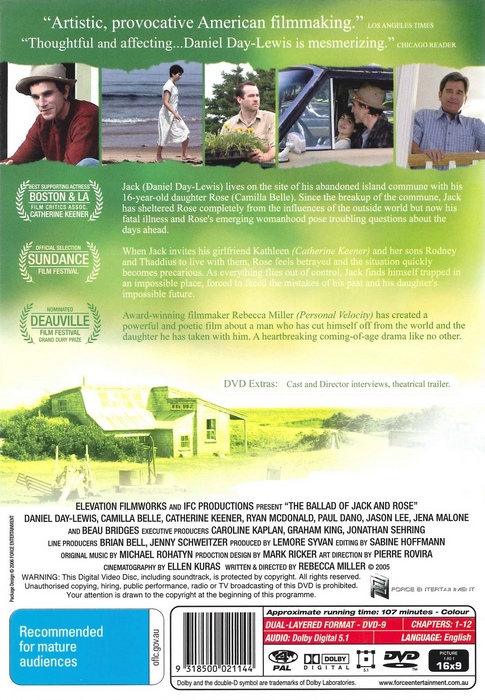 “Artistic, provocative American filmmaking.” LOS ANGELES TIMES
“Thoughtful and affecting...Daniel Day-Lewis is mesmerizing.” CHICAGO READER
BEST SUPPORTING ACTRESS
BOSTON & LA
FILM CRITICS ASSOC.
CATHERINE KEENER
Jack (Daniel Day-Lewis) lives on the site of his abandoned island commune with his
16-year-old daughter Rose (Camilla Belle). Since the breakup of the commune, Jack
has sheltered Rose completely from the influences of the outside world but now his
fatal illness and Rose's emerging womanhood pose troubling questions about the
days ahead.
OFFICIAL SELECTION
SUNDANCE
FILM FESTIVAL
When Jack invites his girlfriend Kathleen (Catherine Keener) and her sons Rodney
and Thaddius to live with them, Rose feels betrayed and the situation quickly
becomes precarious. As everything flies out of control, Jack finds himself trapped in
an impossible place, forced to faced the mistakes of his past and his daughter's
impossible future.
NOMINATED
DEAUVILLE
FILM FESTIVAL
GRAND DURY PRIZE
Award-winning filmmaker Rebecca Miller (Personal Velocity) has created a
powerful and poetic film about a man who has cut himself off from the world and the
daughter he has taken with him. A heartbreaking coming-of-age drama like no other.
DVD Extras: Cast and Director interviews, theatrical trailer.
ELEVATION FILMWORKS AND IFC PRODUCTIONS PRESENT “THE BALLAD OF JACK AND ROSE”
DANIEL DAY-LEWIS, CAMILLA BELLE, CATHERINE KEENER, RYAN MCDONALD, PAUL DANO, JASON LEE, JENA MALONE
AND BEAU BRIDGES EXECUTIVE PRODUCERS CAROLINE KAPLAN, GRAHAM KING, JONATHAN SEHRING
LINE PRODUCERS BRIAN BELL, JENNY SCHWEITZER PRODUCED BY LEMORE SYVAN EDITING BY SABINE HOFFMANN
ORIGINAL MUSIC BY MICHAEL ROHATYN PRODCTION DESIGN BY MARK RICKER ART DIRECTION BY PIERRE ROVIRA
CINEMATOGRAPHY BY ELLEN KURAS WRITTEN & DIRECTED BY REBECCA MILLER © 2005
WARNING: This Digital Video Disc, including soundtrack, is protected by copyright. All rights reserved.
Unauthorised copying, hiring, public performance, radio or TV broadcasting of this DVD is prohibited.
Your attention is drawn to the copyright at the beginning of this programme.
Package Design © 2006 FORCE ENTERTAINMENT
FORCE ENTERTAINMENT
Recommended
for mature
audiences
oflc.gov.au
9 318500 021144
Approximate running time: 107 minutes - Colour
DUAL-LAYERED FORMAT - DVD-9
CHAPTERS: 1-12
AUDIO: Dolby Digital 5.1
LANGUAGE: English
PAL
DOLBY
DIGITAL
5.1
DVD
VIDEO
PICTURE
16x9
Dolby and the double-D symbol are trademarks of Dolby Laboratories.
www.forceentertainment.com